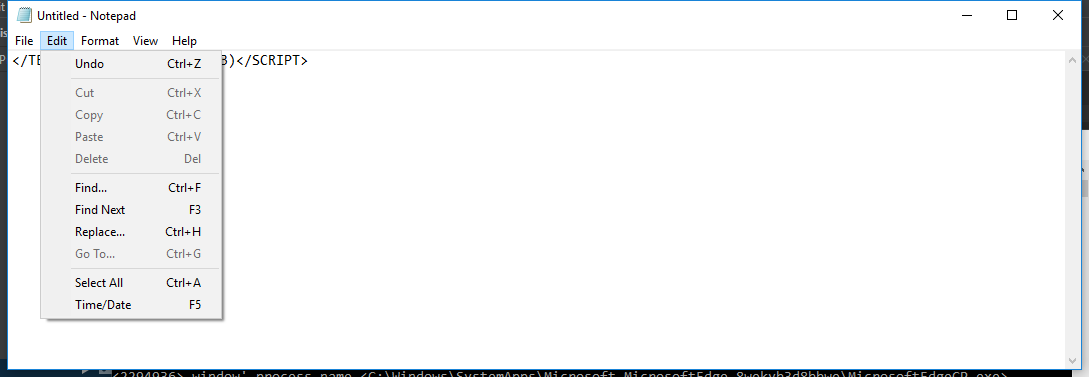 Untitled - Notepad
File Edit Format View Help
</TE 3)</SCRIPT>
Undo Ctrl+Z
Cut Ctrl+X
Copy Ctrl+C
Paste Ctrl+V
Delete Del
Find... Ctrl+F
Find Next F3
Replace... Ctrl+H
Go To... Ctrl+G
Select All Ctrl+A
Time/Date F5
<2294936> window' process name <C:\Windows\SystemApps\Microsoft.MicrosoftEdge_8wekyb3d8bbwe\MicrosoftEdgeCP.exe>